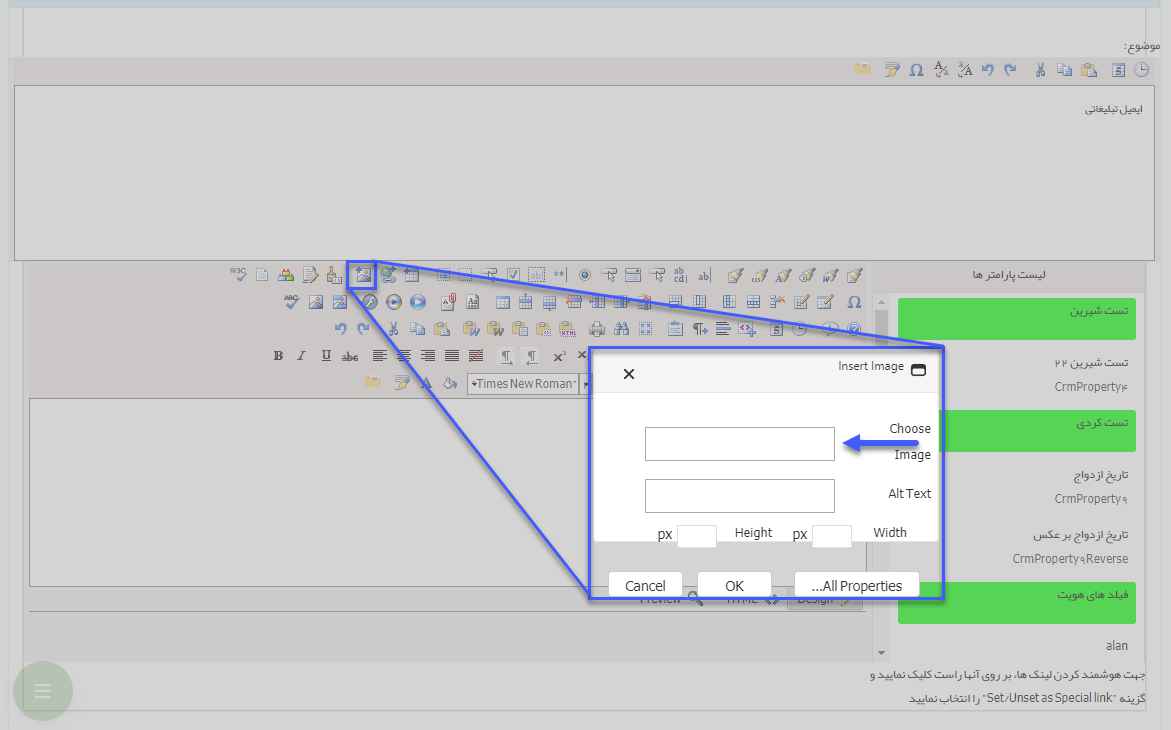 موضوع:
ایمیل تبلیغاتی
لیست پارامتر ها
تست شیرین
تست شیرین ۲۲
CrmProperty۴
تست کردی
تاریخ ازدواج
CrmProperty۹
تاریخ ازدواج بر عکس
CrmProperty۹Reverse
فیلد های هویت
alan
B I U abc
Times New Roman
Insert Image
Choose
Image
Alt Text
Width px Height px
All Properties...
OK
Cancel
Design HTML Preview
جهت هوشمند کردن لینک ها، بر روی آنها راست کلیک نمایید و
گزینه "Set/Unset as Special link" را انتخاب نمایید